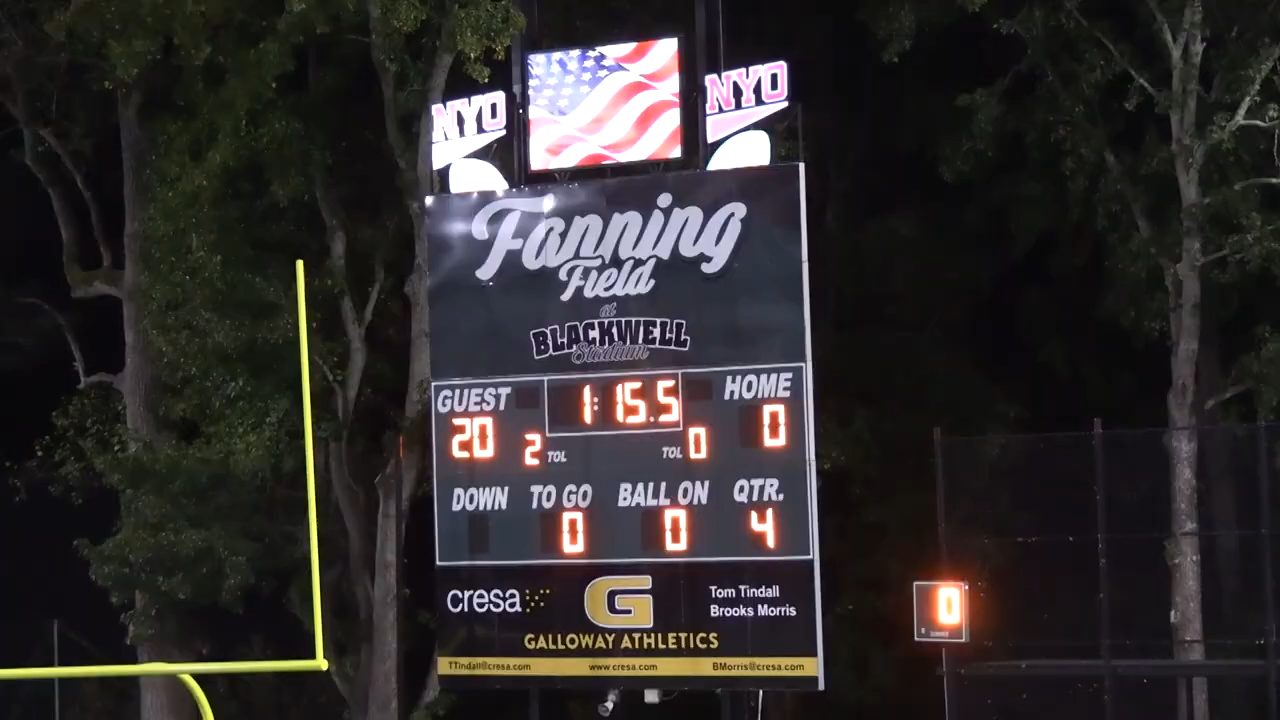 NYO
NYO
Fanning
Field
at
BLACKWELL
Stadium
GUEST 1:15.5 HOME
20 2 TOL TOL 0 0
DOWN TO GO BALL ON QTR.
0 0 4
cresa G Tom Tindall
Brooks Morris
GALLOWAY ATHLETICS
TTindall@cresa.com www.cresa.com BMorris@cresa.com
0